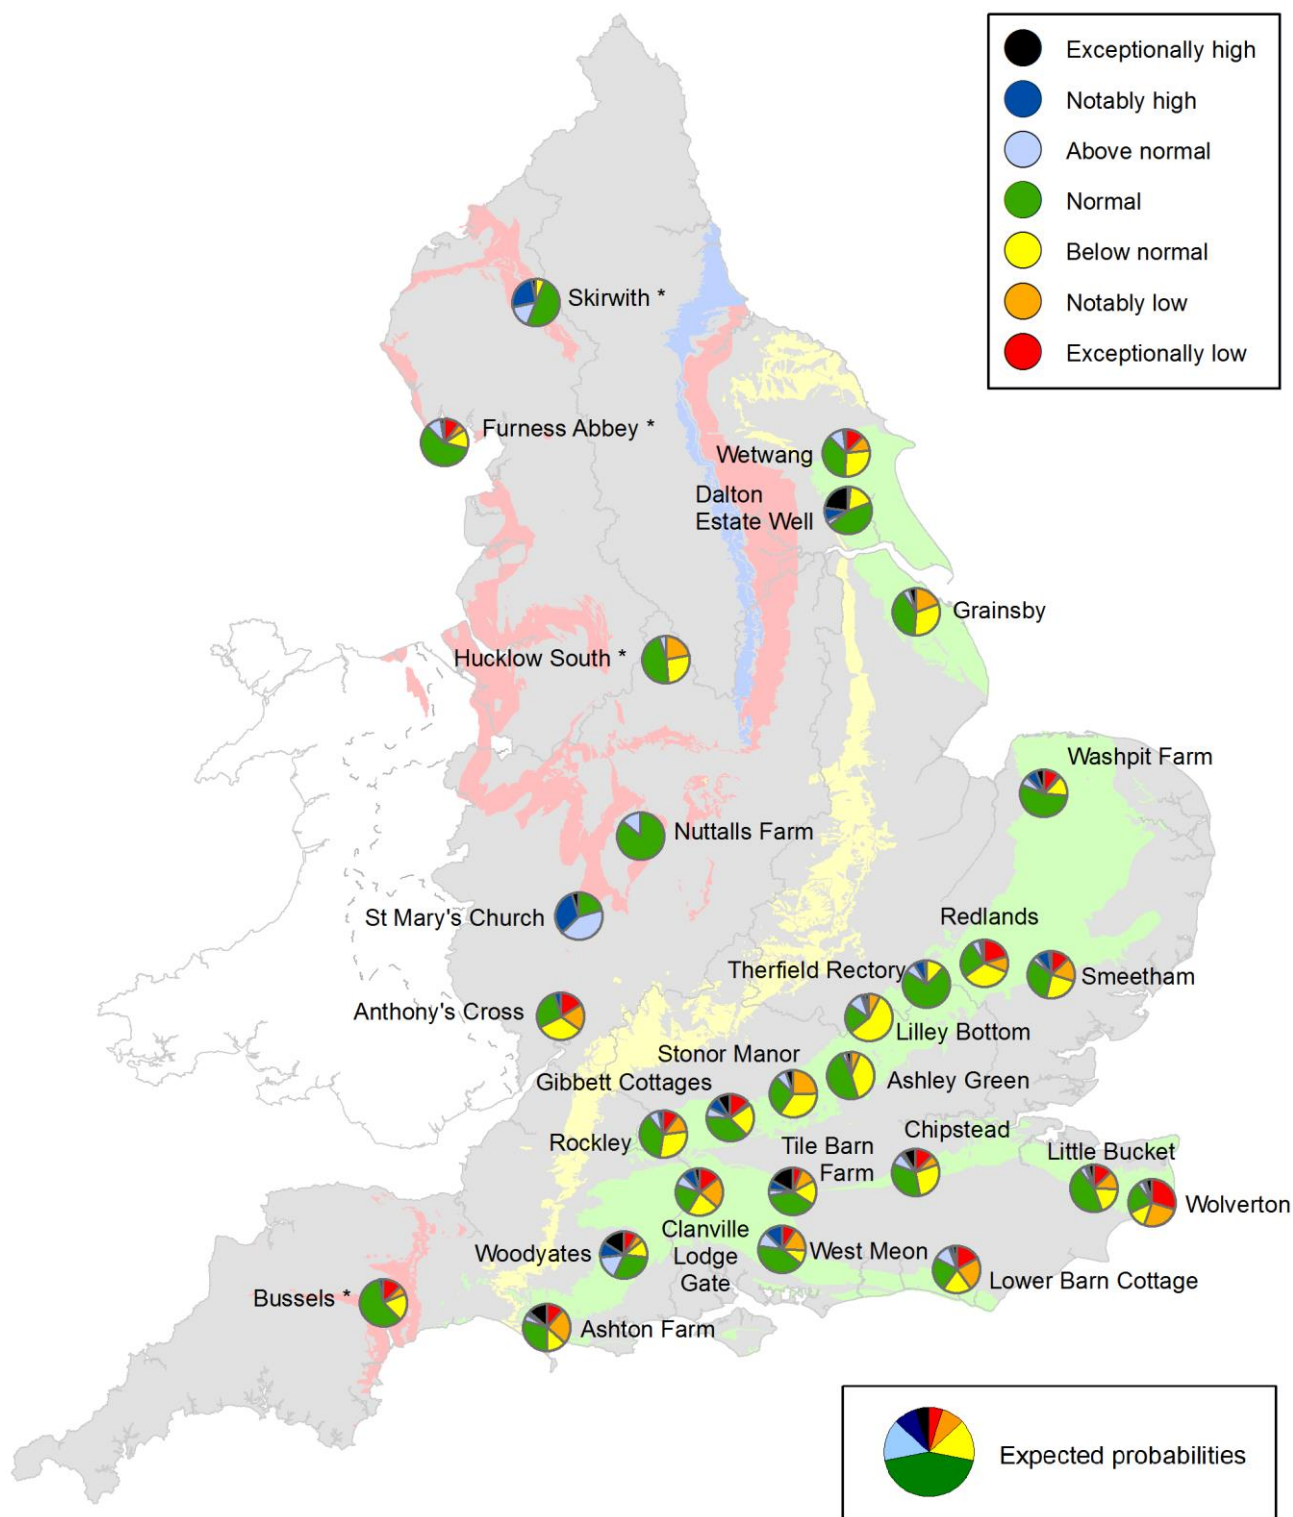 Exceptionally high
Notably high
Above normal
Normal
Below normal
Notably low
Exceptionally low
Skirwith *
Furness Abbey *
Wetwang
Dalton
Estate Well
Grainsby
Hucklow South *
Washpit Farm
Nuttalls Farm
St Mary's Church
Redlands
Therfield Rectory
Smeetham
Anthony's Cross
Lilley Bottom
Stonor Manor
Gibbett Cottages
Ashley Green
Rockley
Chipstead
Tile Barn
Farm
Little Bucket
Wolverton
Clanville
Lodge
Gate
Woodyates
West Meon
Lower Barn Cottage
Bussels *
Ashton Farm
Expected probabilities